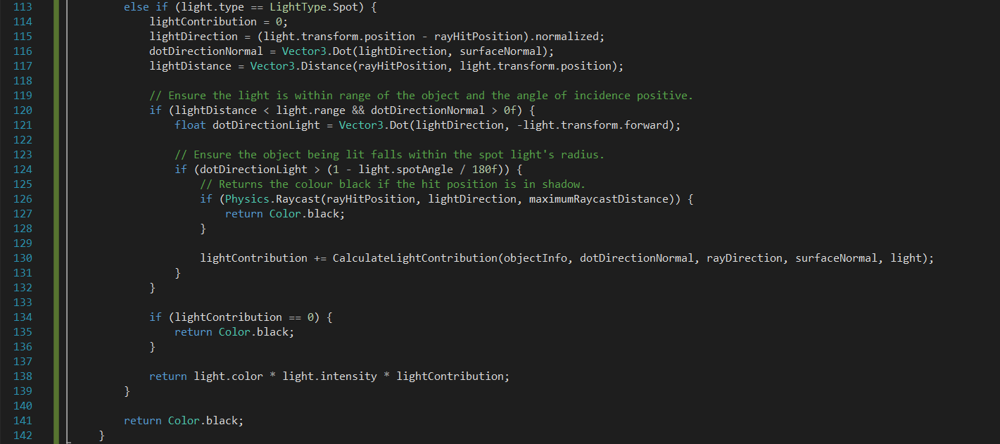 113 else if (light.type == LightType.Spot) {
114 lightContribution = 0;
115 lightDirection = (light.transform.position - rayHitPosition).normalized;
116 dotDirectionNormal = Vector3.Dot(lightDirection, surfaceNormal);
117 lightDistance = Vector3.Distance(rayHitPosition, light.transform.position);
118
119 // Ensure the light is within range of the object and the angle of incidence positive.
120 if (lightDistance < light.range && dotDirectionNormal > 0f) {
121 float dotDirectionLight = Vector3.Dot(lightDirection, -light.transform.forward);
122
123 // Ensure the object being lit falls within the spot light's radius.
124 if (dotDirectionLight > (1 - light.spotAngle / 180f)) {
125 // Returns the colour black if the hit position is in shadow.
126 if (Physics.Raycast(rayHitPosition, lightDirection, maximumRaycastDistance)) {
127 return Color.black;
128 }
129
130 lightContribution += CalculateLightContribution(objectInfo, dotDirectionNormal, rayDirection, surfaceNormal, light);
131 }
132 }
133
134 if (lightContribution == 0) {
135 return Color.black;
136 }
137
138 return light.color * light.intensity * lightContribution;
139 }
140
141 return Color.black;
142 }